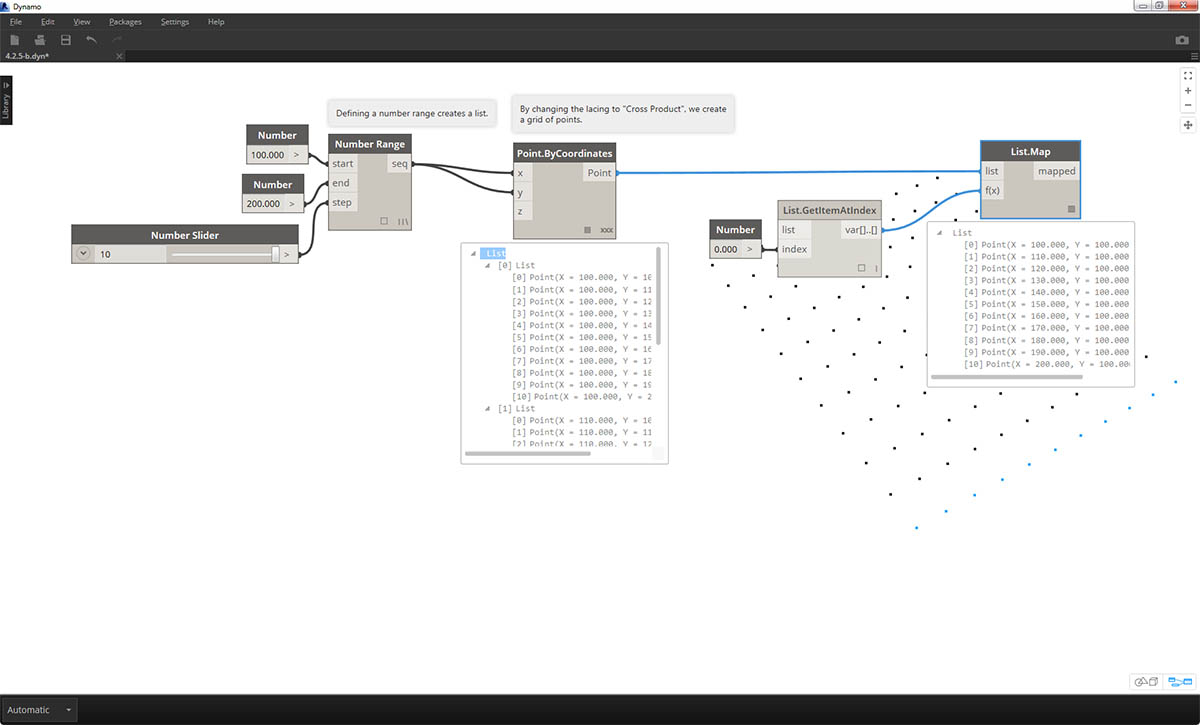 Dynamo
File Edit View Packages Settings Help
4.2.5-b.dyn*
Library
Defining a number range creates a list.
By changing the lacing to "Cross Product", we create
a grid of points.
Number
100.000 >
Number
200.000 >
Number Slider
10 >
Number Range
start seq
end
step
Point.ByCoordinates
x Point
y
z
xxx
List
[0] List
[0] Point(X = 100.000, Y = 10
[1] Point(X = 100.000, Y = 11
[2] Point(X = 100.000, Y = 12
[3] Point(X = 100.000, Y = 13
[4] Point(X = 100.000, Y = 14
[5] Point(X = 100.000, Y = 15
[6] Point(X = 100.000, Y = 16
[7] Point(X = 100.000, Y = 17
[8] Point(X = 100.000, Y = 18
[9] Point(X = 100.000, Y = 19
[10] Point(X = 100.000, Y = 2
[1] List
[0] Point(X = 110.000, Y = 10
[1] Point(X = 110.000, Y = 11
[2] Point(X = 110.000, Y = 12
Number
0.000 >
List.GetItemAtIndex
list var[]..[]
index
List.Map
list mapped
f(x)
List
[0] Point(X = 100.000, Y = 100.000
[1] Point(X = 110.000, Y = 100.000
[2] Point(X = 120.000, Y = 100.000
[3] Point(X = 130.000, Y = 100.000
[4] Point(X = 140.000, Y = 100.000
[5] Point(X = 150.000, Y = 100.000
[6] Point(X = 160.000, Y = 100.000
[7] Point(X = 170.000, Y = 100.000
[8] Point(X = 180.000, Y = 100.000
[9] Point(X = 190.000, Y = 100.000
[10] Point(X = 200.000, Y = 100.00
Automatic